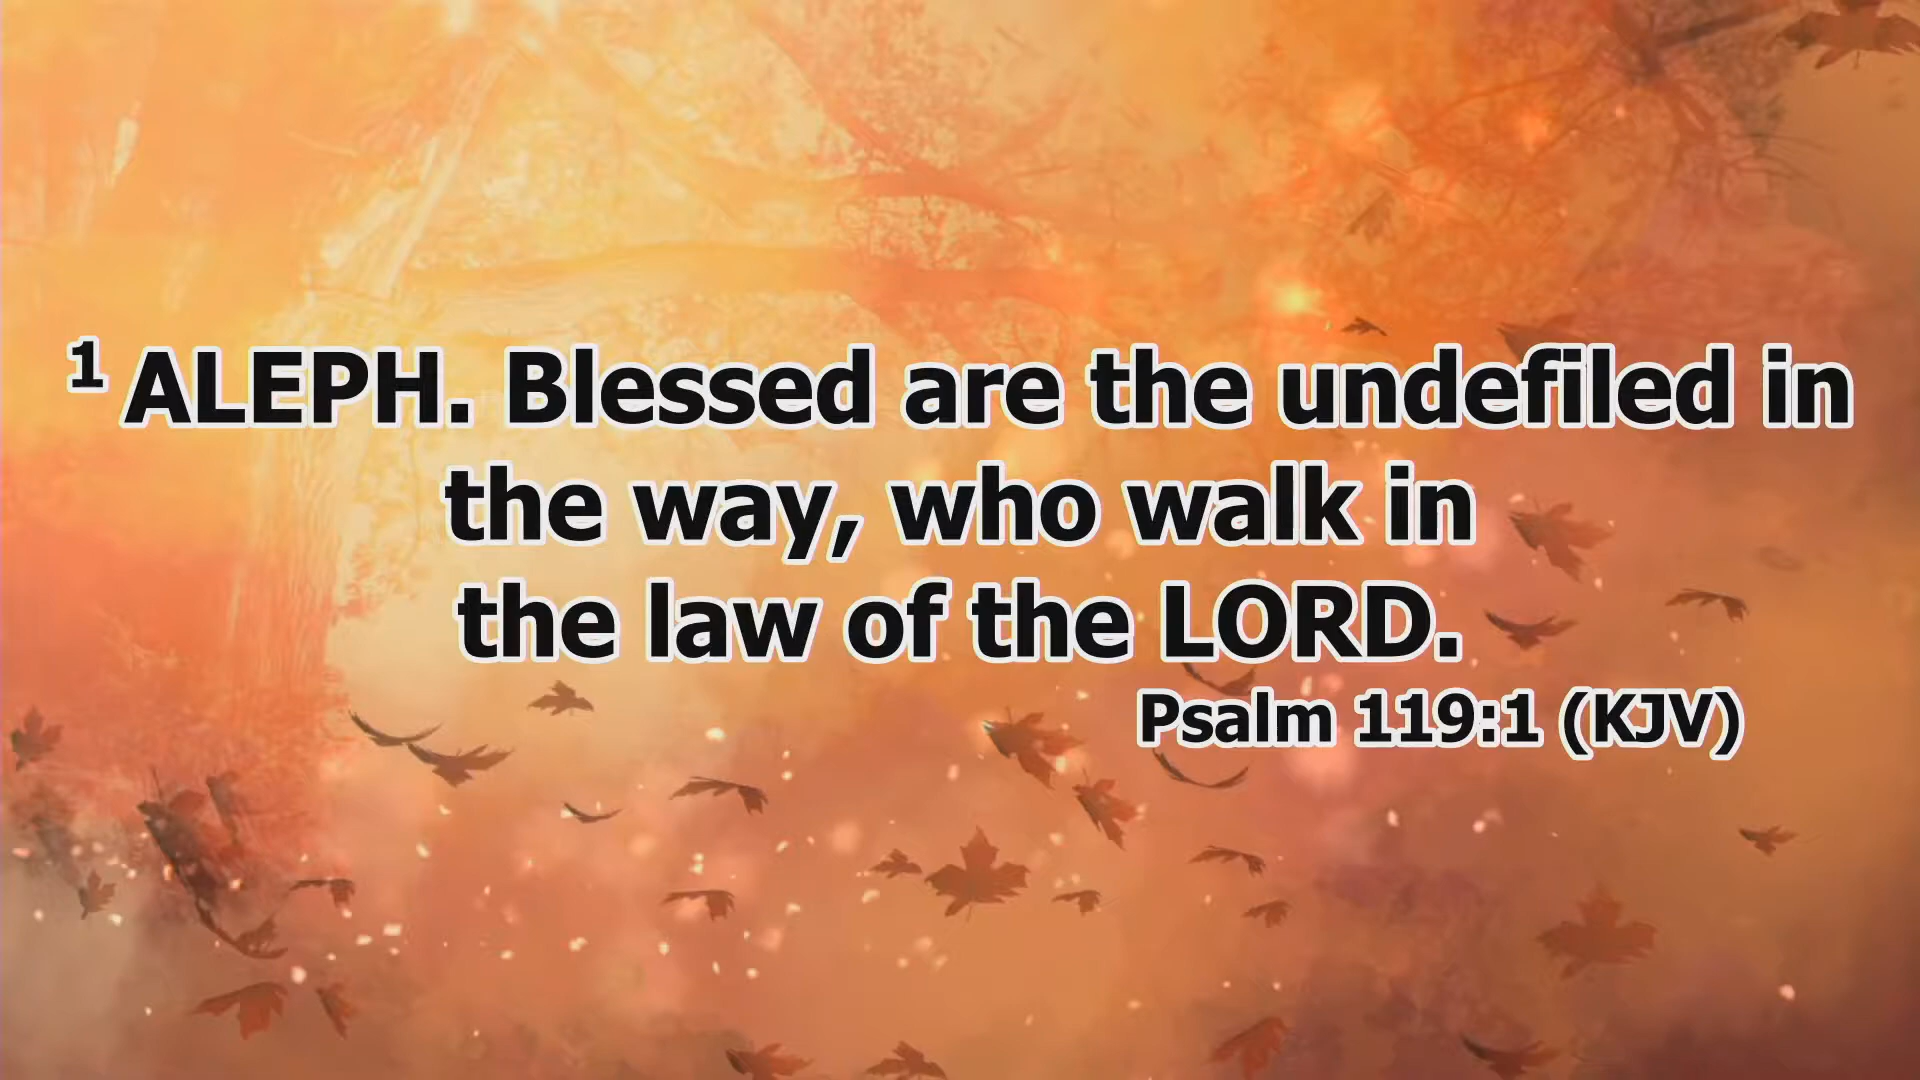 1 ALEPH. Blessed are the undefiled in
the way, who walk in
the law of the LORD.
Psalm 119:1 (KJV)